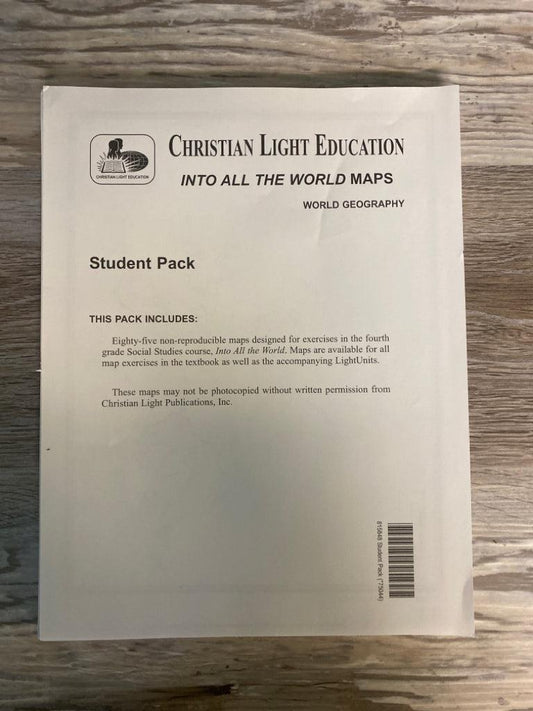 CHRISTIAN LIGHT EDUCATION
CHRISTIAN LIGHT EDUCATION
INTO ALL THE WORLD MAPS
WORLD GEOGRAPHY
Student Pack
THIS PACK INCLUDES:
Eighty-five non-reproducible maps designed for exercises in the fourth
grade Social Studies course, Into All the World. Maps are available for all
map exercises in the textbook as well as the accompanying LightUnits.
These maps may not be photocopied without written permission from
Christian Light Publications, Inc.
Student Pack